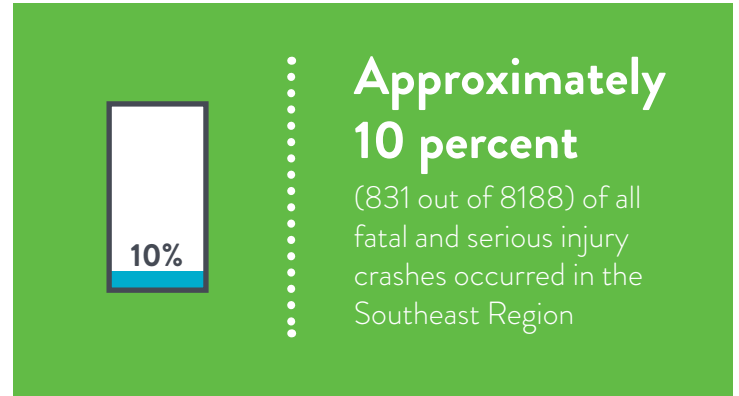 10%
Approximately
10 percent
(831 out of 8188) of all
fatal and serious injury
crashes occurred in the
Southeast Region